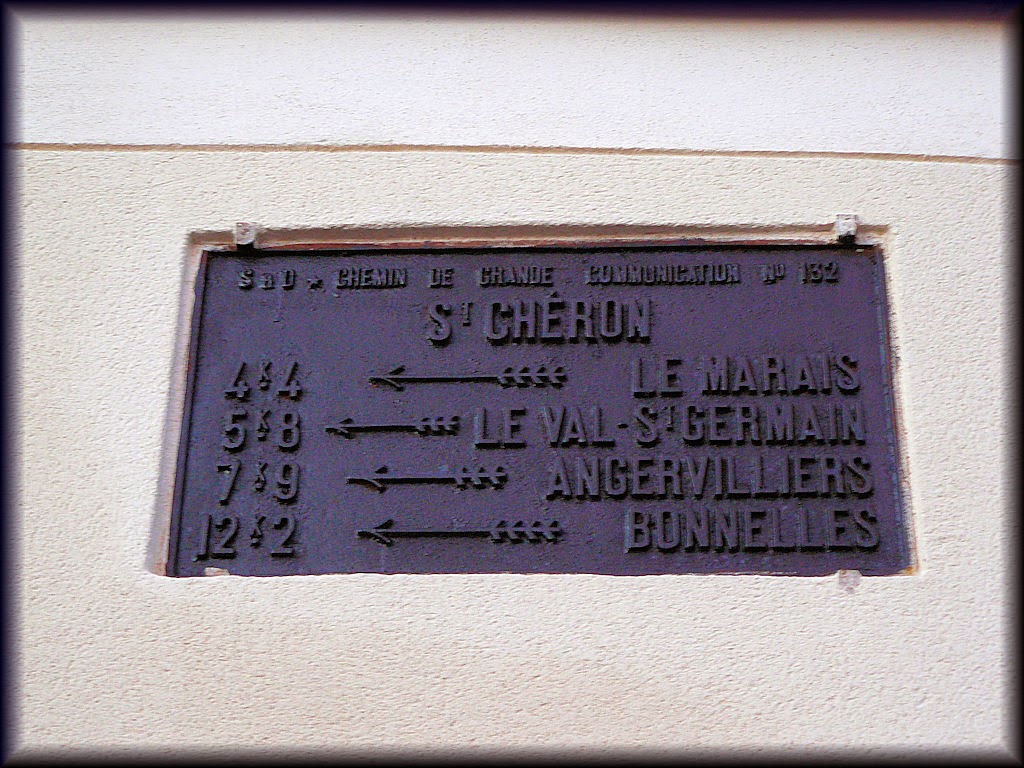 S & D * CHEMIN DE GRANDE COMMUNICATION No 132
ST CHÉRON
4K4 LE MARAIS
5K8 LE VAL-ST GERMAIN
7K9 ANGERVILLIERS
12K2 BONNELLES